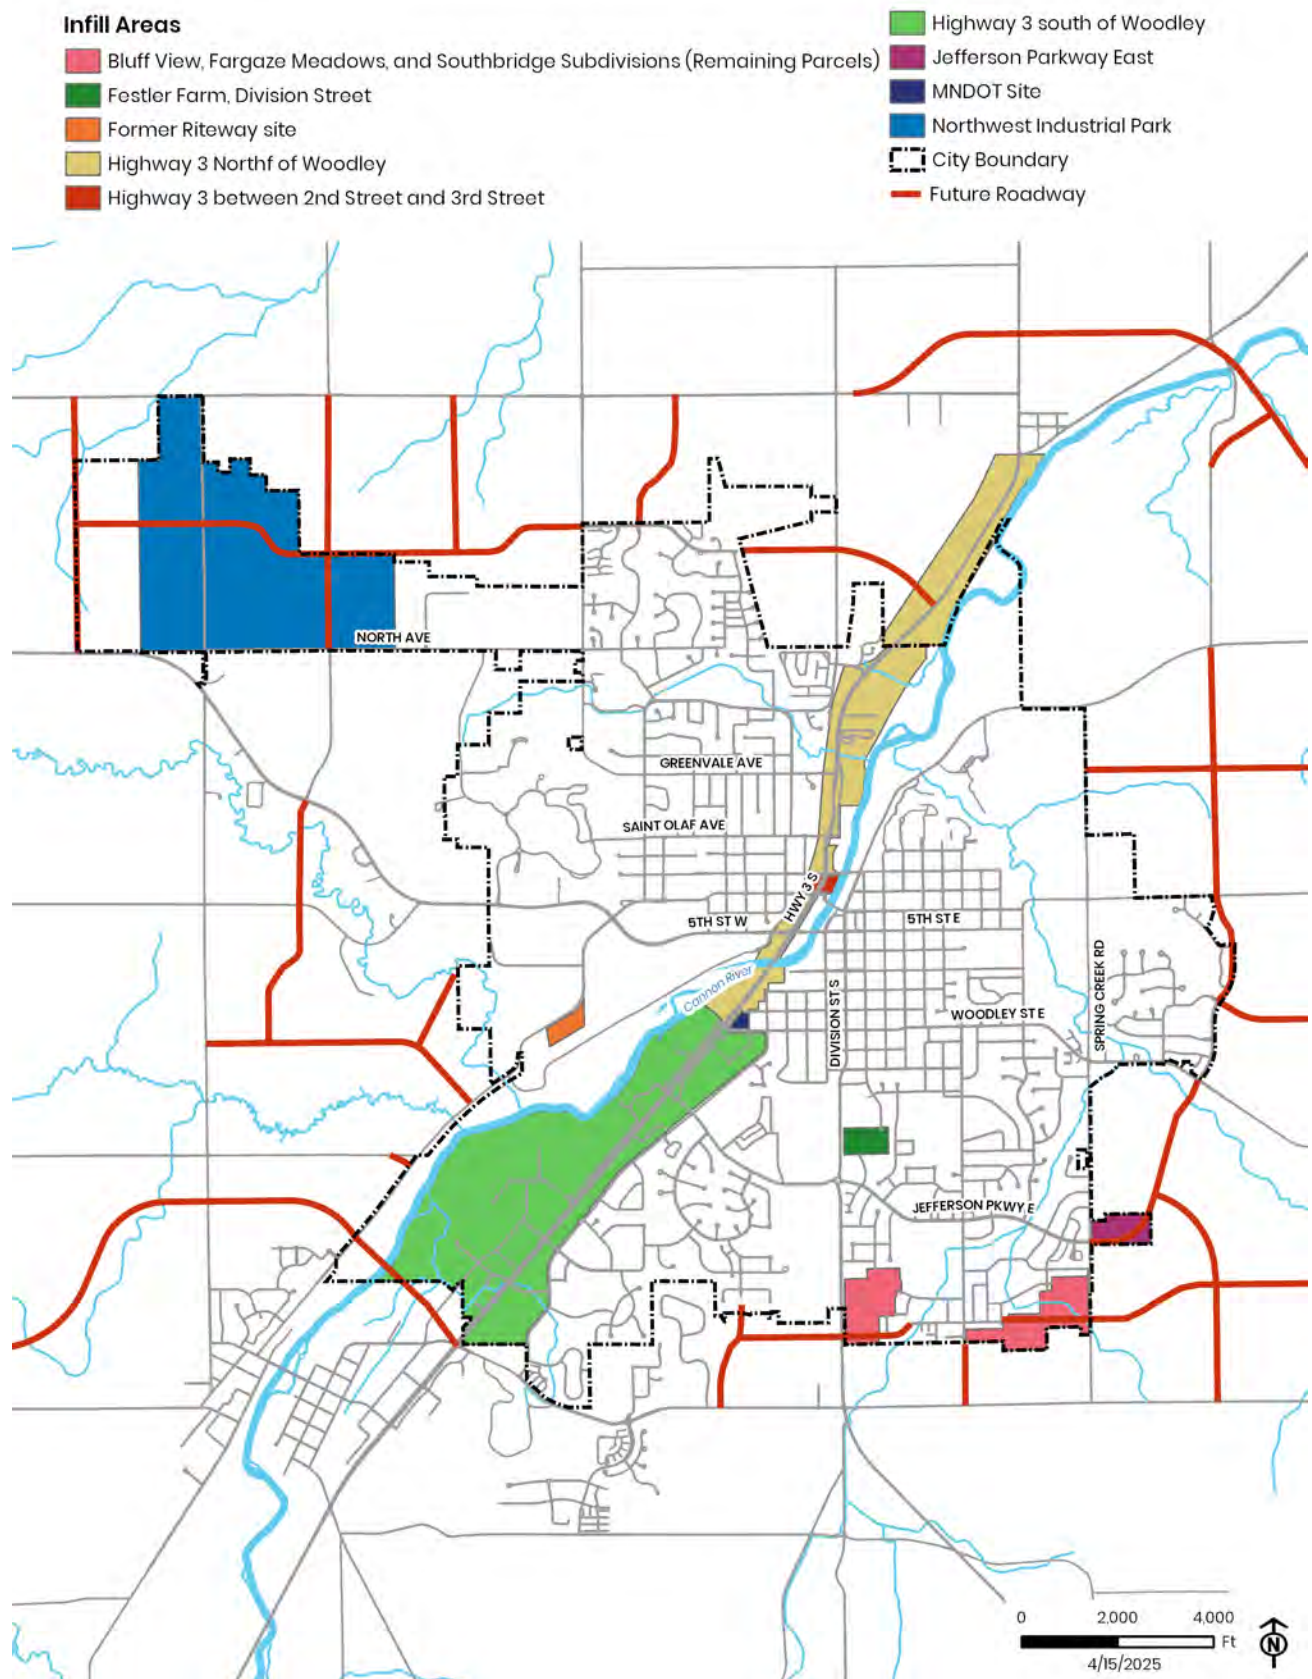 Infill Areas
Bluff View, Fargaze Meadows, and Southbridge Subdivisions (Remaining Parcels)
Festler Farm, Division Street
Former Riteway site
Highway 3 Northf of Woodley
Highway 3 between 2nd Street and 3rd Street
Highway 3 south of Woodley
Jefferson Parkway East
MNDOT Site
Northwest Industrial Park
City Boundary
Future Roadway
NORTH AVE
GREENVALE AVE
SAINT OLAF AVE
HWY 3 S
5TH ST W
5TH ST E
Cannon River
DIVISION ST S
WOODLEY ST E
SPRING CREEK RD
JEFFERSON PKWY E
0 2,000 4,000
Ft
4/15/2025
N